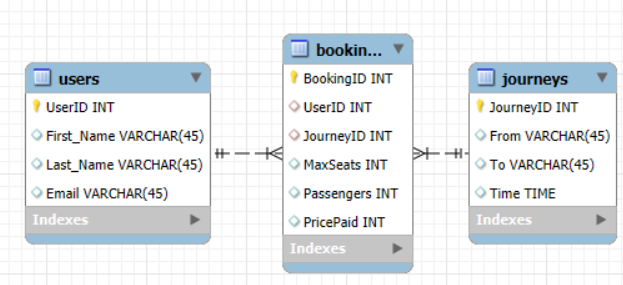 users
UserID INT
First_Name VARCHAR(45)
Last_Name VARCHAR(45)
Email VARCHAR(45)
Indexes
bookin...
BookingID INT
UserID INT
JourneyID INT
MaxSeats INT
Passengers INT
PricePaid INT
Indexes
journeys
JourneyID INT
From VARCHAR(45)
To VARCHAR(45)
Time TIME
Indexes